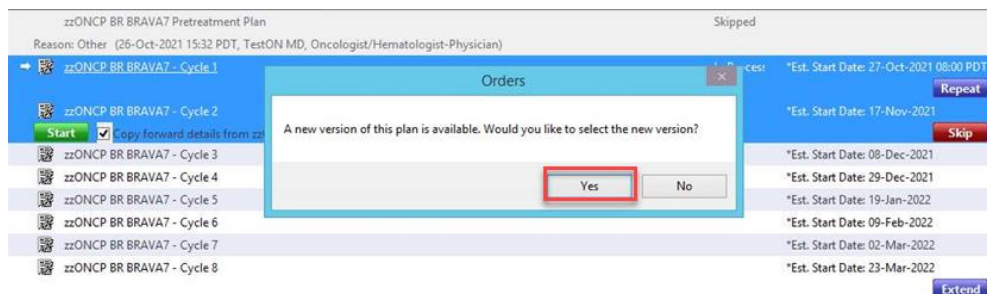 zzONCP BR BRAVA7 Pretreatment Plan Skipped
Reason: Other (26-Oct-2021 15:32 PDT, TestON MD, Oncologist/Hematologist-Physician)
zzONCP BR BRAVA7 - Cycle 1 *Est. Start Date: 27-Oct-2021 08:00 PDT
Orders
Repeat
zzONCP BR BRAVA7 - Cycle 2 *Est. Start Date: 17-Nov-2021
Start Copy forward details from Skip
A new version of this plan is available. Would you like to select the new version?
zzONCP BR BRAVA7 - Cycle 3 *Est. Start Date: 08-Dec-2021
zzONCP BR BRAVA7 - Cycle 4 *Est. Start Date: 29-Dec-2021
Yes No
zzONCP BR BRAVA7 - Cycle 5 *Est. Start Date: 19-Jan-2022
zzONCP BR BRAVA7 - Cycle 6 *Est. Start Date: 09-Feb-2022
zzONCP BR BRAVA7 - Cycle 7 *Est. Start Date: 02-Mar-2022
zzONCP BR BRAVA7 - Cycle 8 *Est. Start Date: 23-Mar-2022
Extend